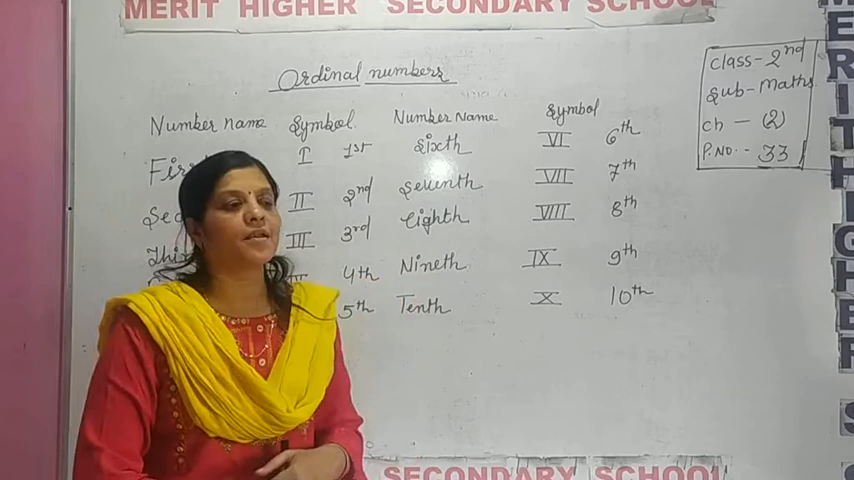 MERIT HIGHER SECONDARY SCHOOL
Ordinal numbers
Class - 2nd
Sub - Maths
Ch - (2)
P.NO. - 33
Number name Symbol Number Name Symbol
I 1st Sixth VI 6th
II 2nd Seventh VII 7th
III 3rd Eighth VIII 8th
4th Nineth IX 9th
5th Tenth X 10th
SECONDARY SCHOOL
MERIT HIGHER S